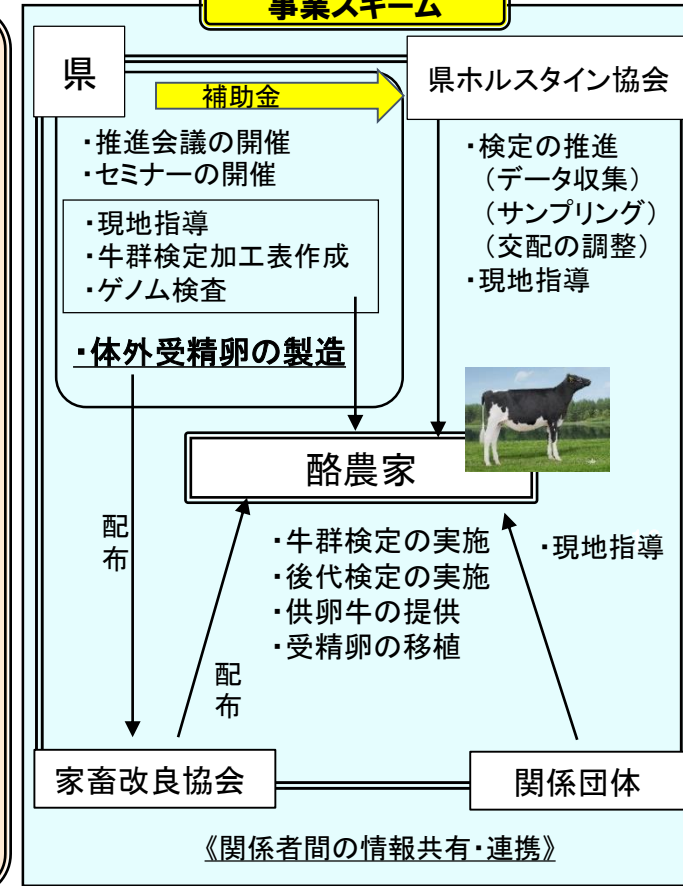 事業スキーム
県
補助金
県ホルスタイン協会
・推進会議の開催
・セミナーの開催
・現地指導
・牛群検定加工表作成
・ゲノム検査
・体外受精卵の製造
・検定の推進
（データ収集）
（サンプリング）
（交配の調整）
・現地指導
酪農家
配布
・牛群検定の実施
・後代検定の実施
・供卵牛の提供
・受精卵の移植
・現地指導
配布
家畜改良協会
関係団体
《関係者間の情報共有・連携》